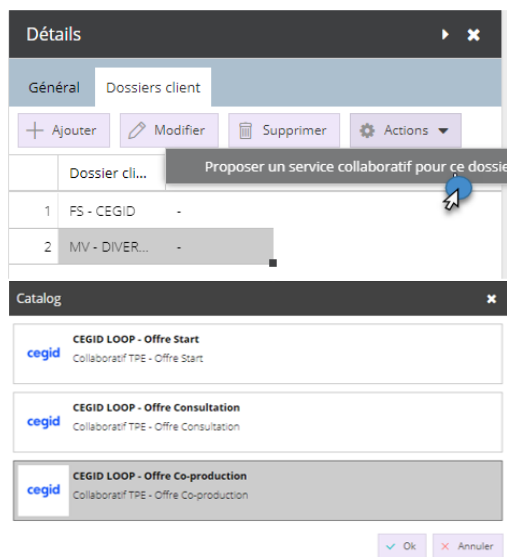 Détails
Général Dossiers client
Ajouter Modifier Supprimer Actions
Dossier cli... Proposer un service collaboratif pour ce dossie
1 FS - CEGID -
2 MV - DIVER... -
Catalog
CEGID LOOP - Offre Start
cegid Collaboratif TPE - Offre Start
CEGID LOOP - Offre Consultation
cegid Collaboratif TPE - Offre Consultation
CEGID LOOP - Offre Co-production
cegid Collaboratif TPE - Offre Co-production
Ok Annuler